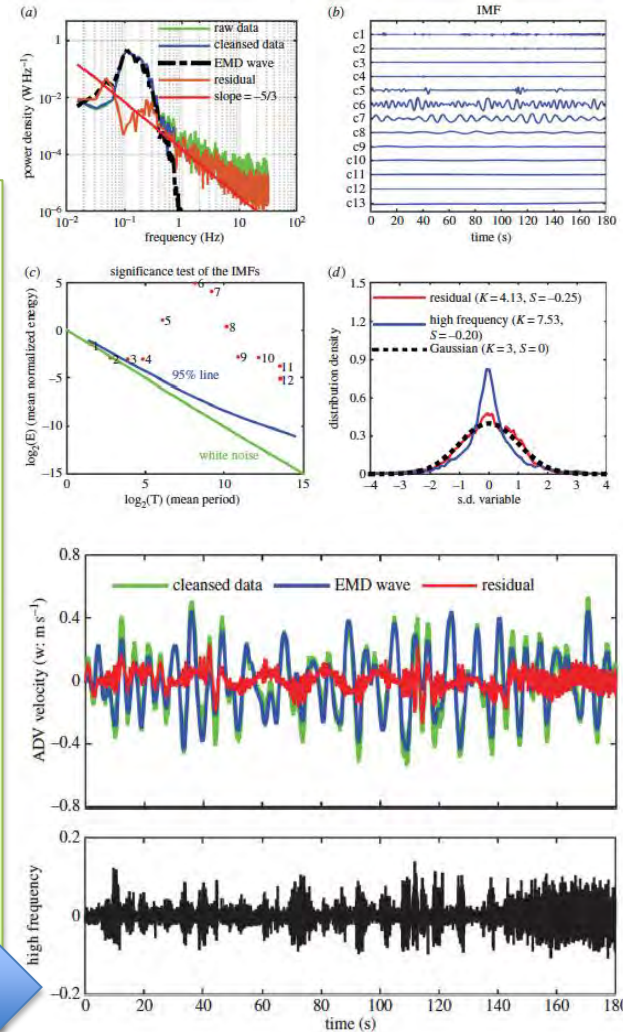 (a)
raw data
cleansed data
EMD wave
residual
slope = –5/3
power density (W Hz⁻¹)
1
10⁻²
10⁻⁴
10⁻⁶
10⁻² 10⁻¹ 1 10 10²
frequency (Hz)
(b) IMF
c1
c2
c3
c4
c5
c6
c7
c8
c9
c10
c11
c12
c13
0 20 40 60 80 100 120 140 160 180
time (s)
(c) significance test of the IMFs
log₂(E) (mean normalized energy)
5
0
–5
–10
–15
1
2
3
4
5
6
7
8
9
10
11
12
95% line
white noise
0 5 10 15
log₂(T) (mean period)
(d)
residual (K = 4.13, S = –0.25)
high frequency (K = 7.53,
S = –0.20)
Gaussian (K = 3, S = 0)
distribution density
1.5
1.2
0.9
0.6
0.3
0
–4 –3 –2 –1 0 1 2 3 4
s.d. variable
cleansed data EMD wave residual
ADV velocity (w: m s⁻¹)
0.8
0.4
0
–0.4
–0.8
high frequency
0.2
0
–0.2
0 20 40 60 80 100 120 140 160 180
time (s)